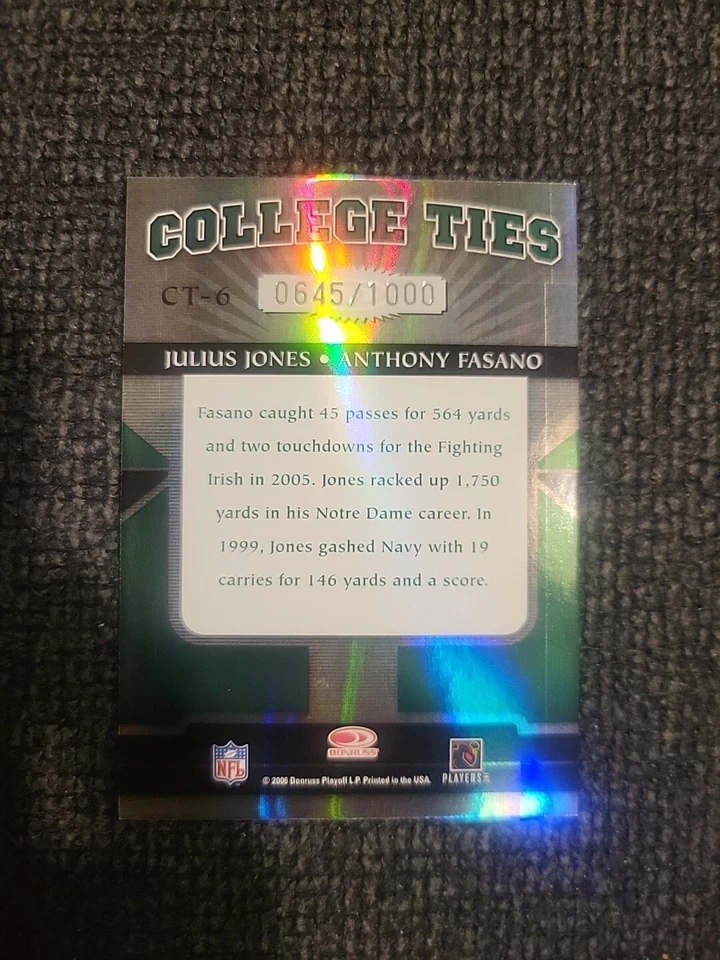 COLLEGE TIES
CT-6 0645/1000
JULIUS JONES • ANTHONY FASANO
Fasano caught 45 passes for 564 yards
and two touchdowns for the Fighting
Irish in 2005. Jones racked up 1,750
yards in his Notre Dame career. In
1999, Jones gashed Navy with 19
carries for 146 yards and a score.
NFL
DONRUSS
PLAYERS
© 2006 Donruss Playoff L.P. Printed in the USA